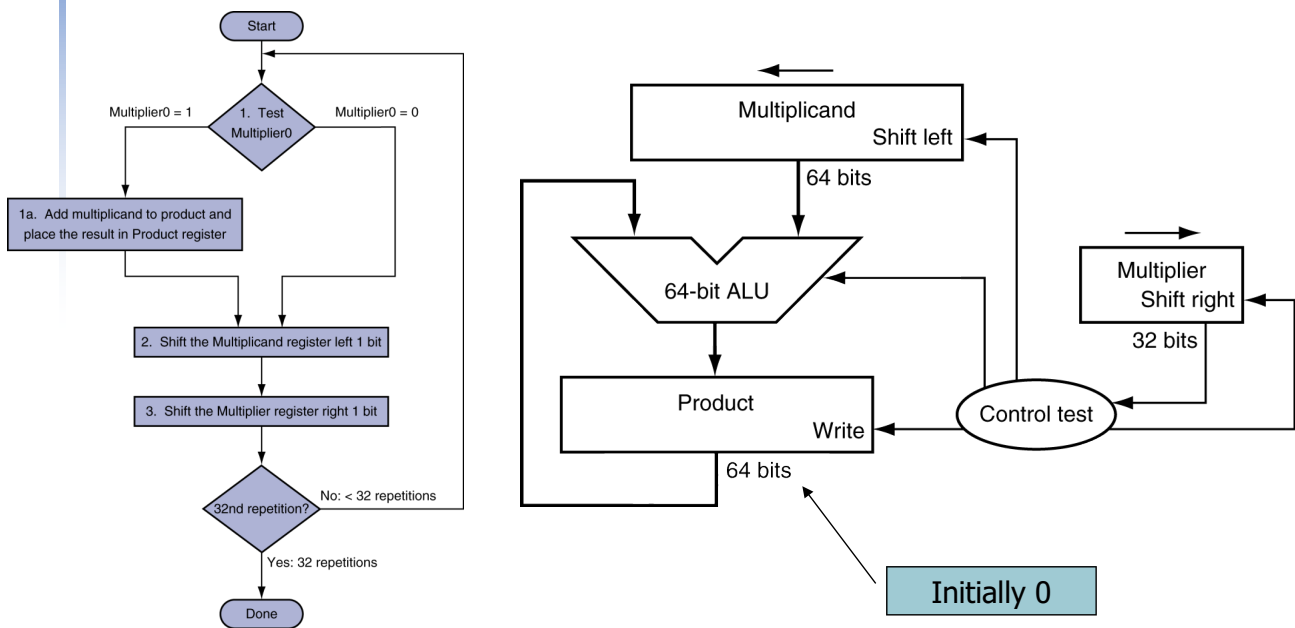 Start
Multiplier0 = 1
1. Test
Multiplier0
Multiplier0 = 0
1a. Add multiplicand to product and
place the result in Product register
2. Shift the Multiplicand register left 1 bit
3. Shift the Multiplier register right 1 bit
32nd repetition?
No: < 32 repetitions
Yes: 32 repetitions
Done
Multiplicand
Shift left
64 bits
64-bit ALU
Multiplier
Shift right
32 bits
Product
Write
64 bits
Control test
Initially 0